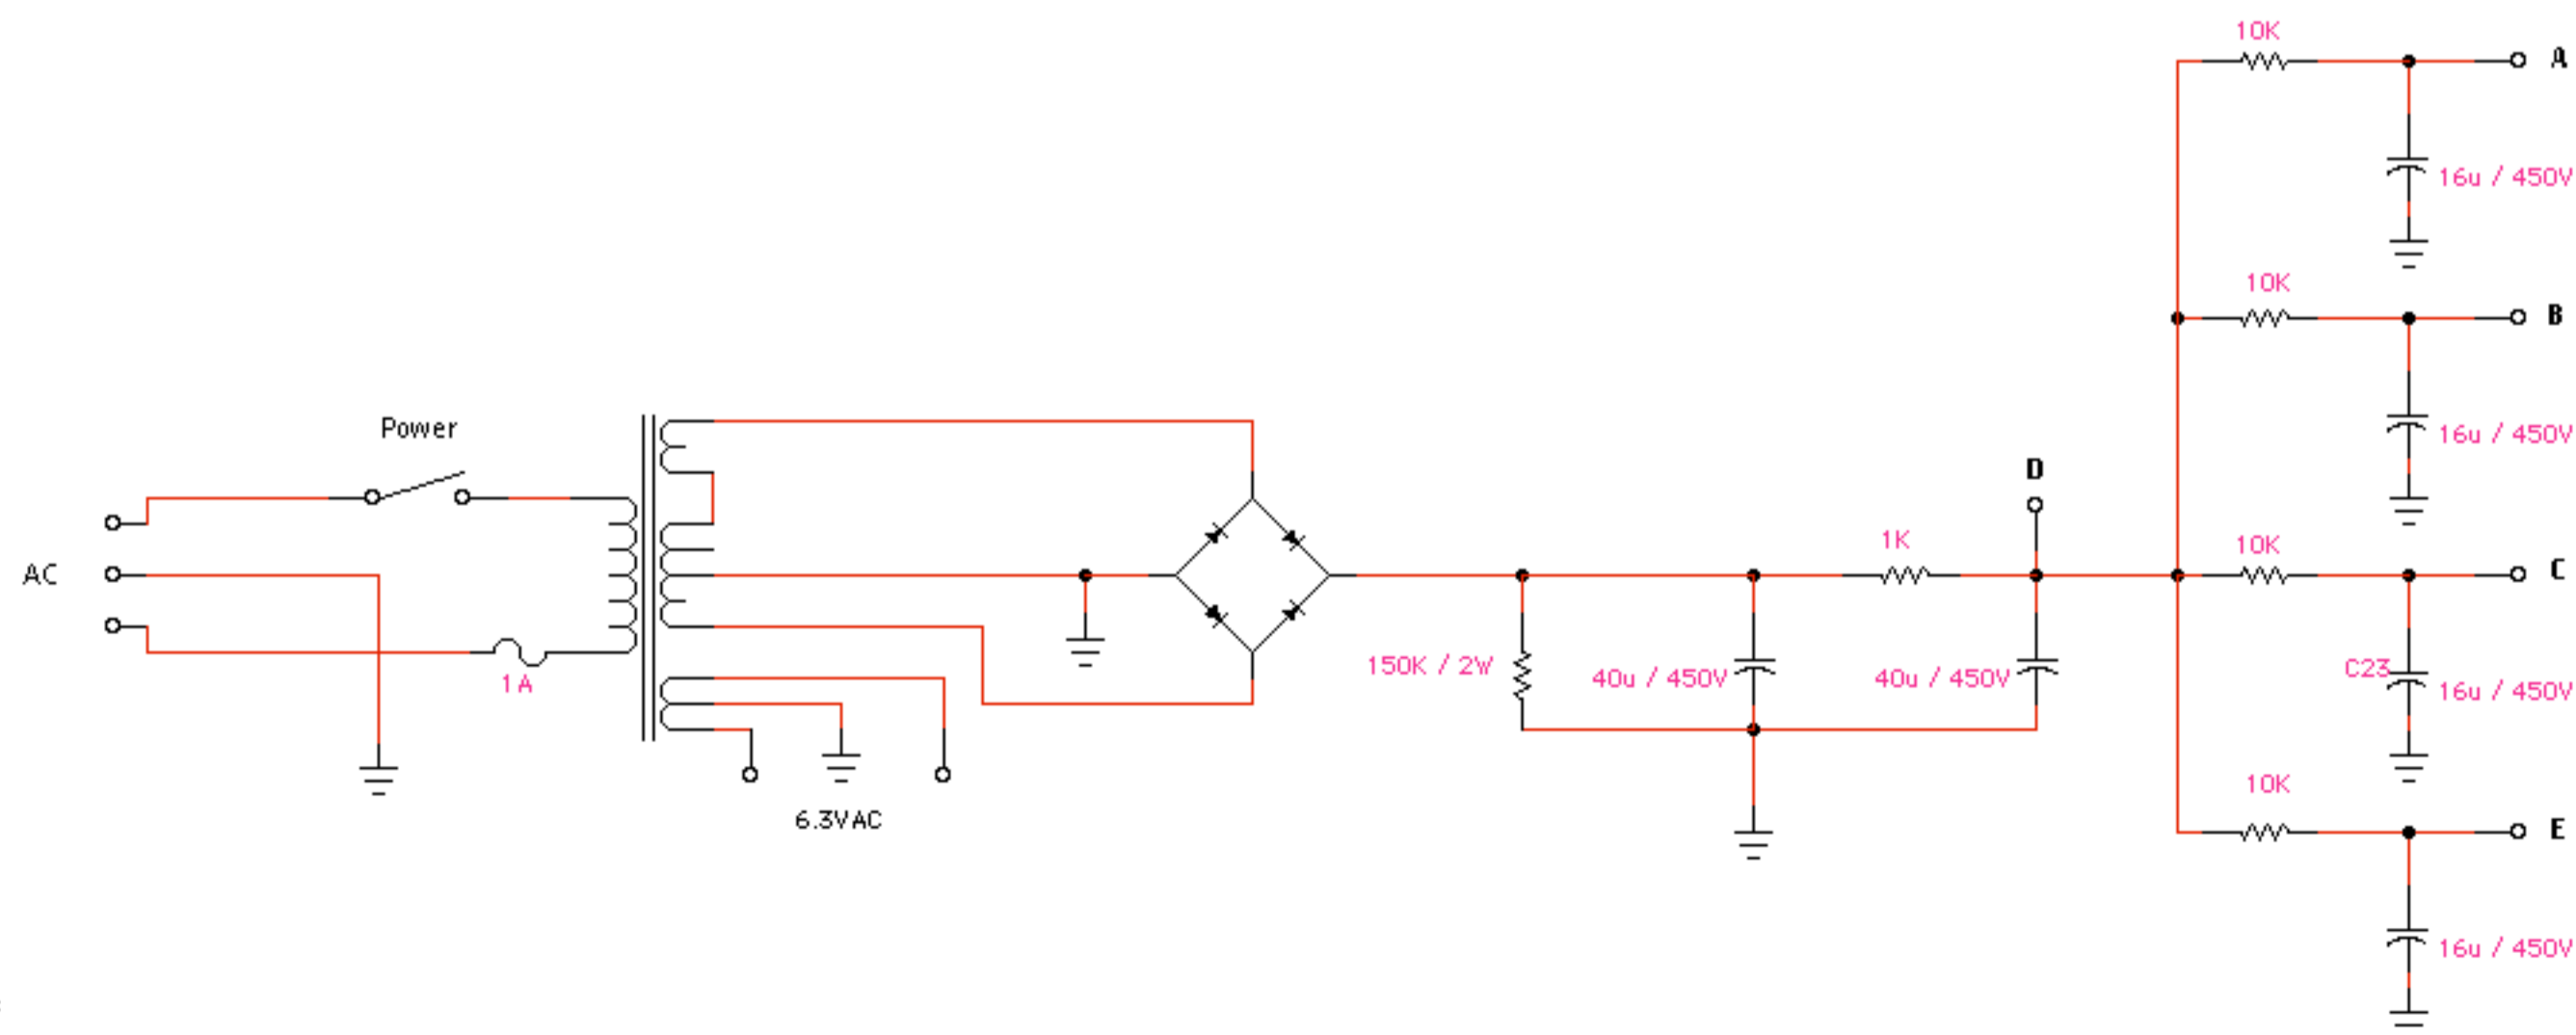 10K
A
16u / 450V
10K
B
16u / 450V
Power
D
AC
1K
10K
C
1A
150K / 2W
40u / 450V
40u / 450V
C23
16u / 450V
6.3VAC
10K
E
16u / 450V